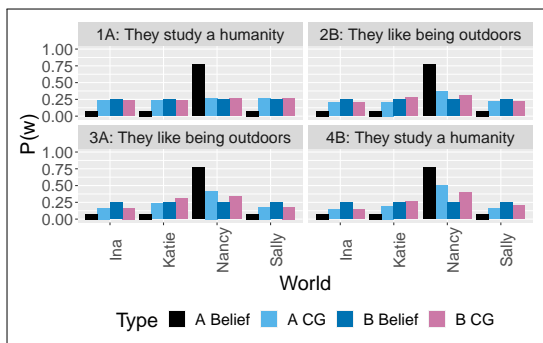 1A: They study a humanity
2B: They like being outdoors
1.00
0.75
0.50
0.25
0.00
3A: They like being outdoors
4B: They study a humanity
1.00
0.75
0.50
0.25
0.00
P(w)
Ina
Katie
Nancy
Sally
Ina
Katie
Nancy
Sally
World
Type A Belief A CG B Belief B CG